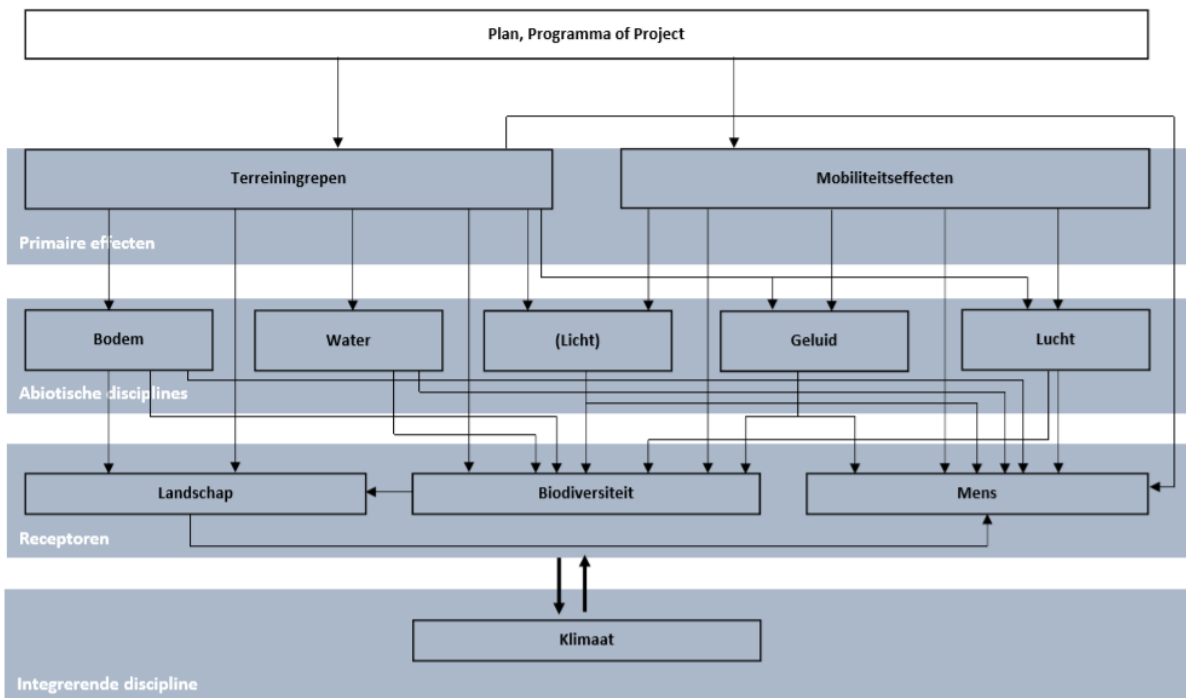 Plan, Programma of Project
Terreiningrepen
Mobiliteitseffecten
Primaire effecten
Bodem
Water
(Licht)
Geluid
Lucht
Abiotische disciplines
Landschap
Biodiversiteit
Mens
Receptoren
Klimaat
Integrerende discipline